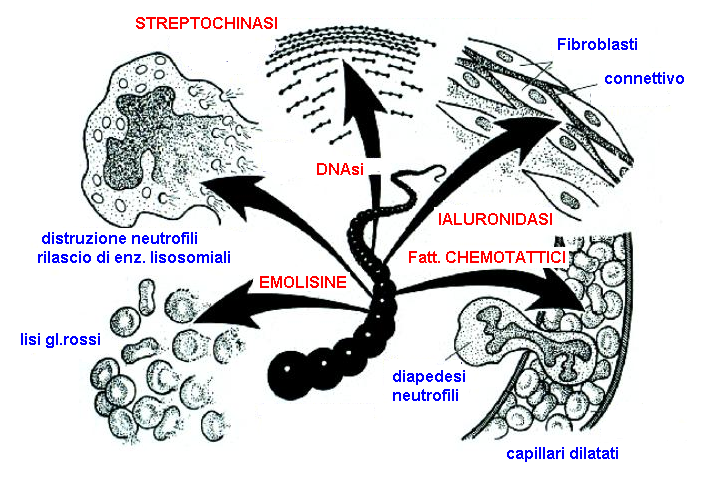 STREPTOCHINASI
Fibroblasti
connettivo
DNAsi
IALURONIDASI
distruzione neutrofili
rilascio di enz. lisosomiali
Fatt. CHEMOTATTICI
EMOLISINE
lisi gl.rossi
diapedesi
neutrofili
capillari dilatati